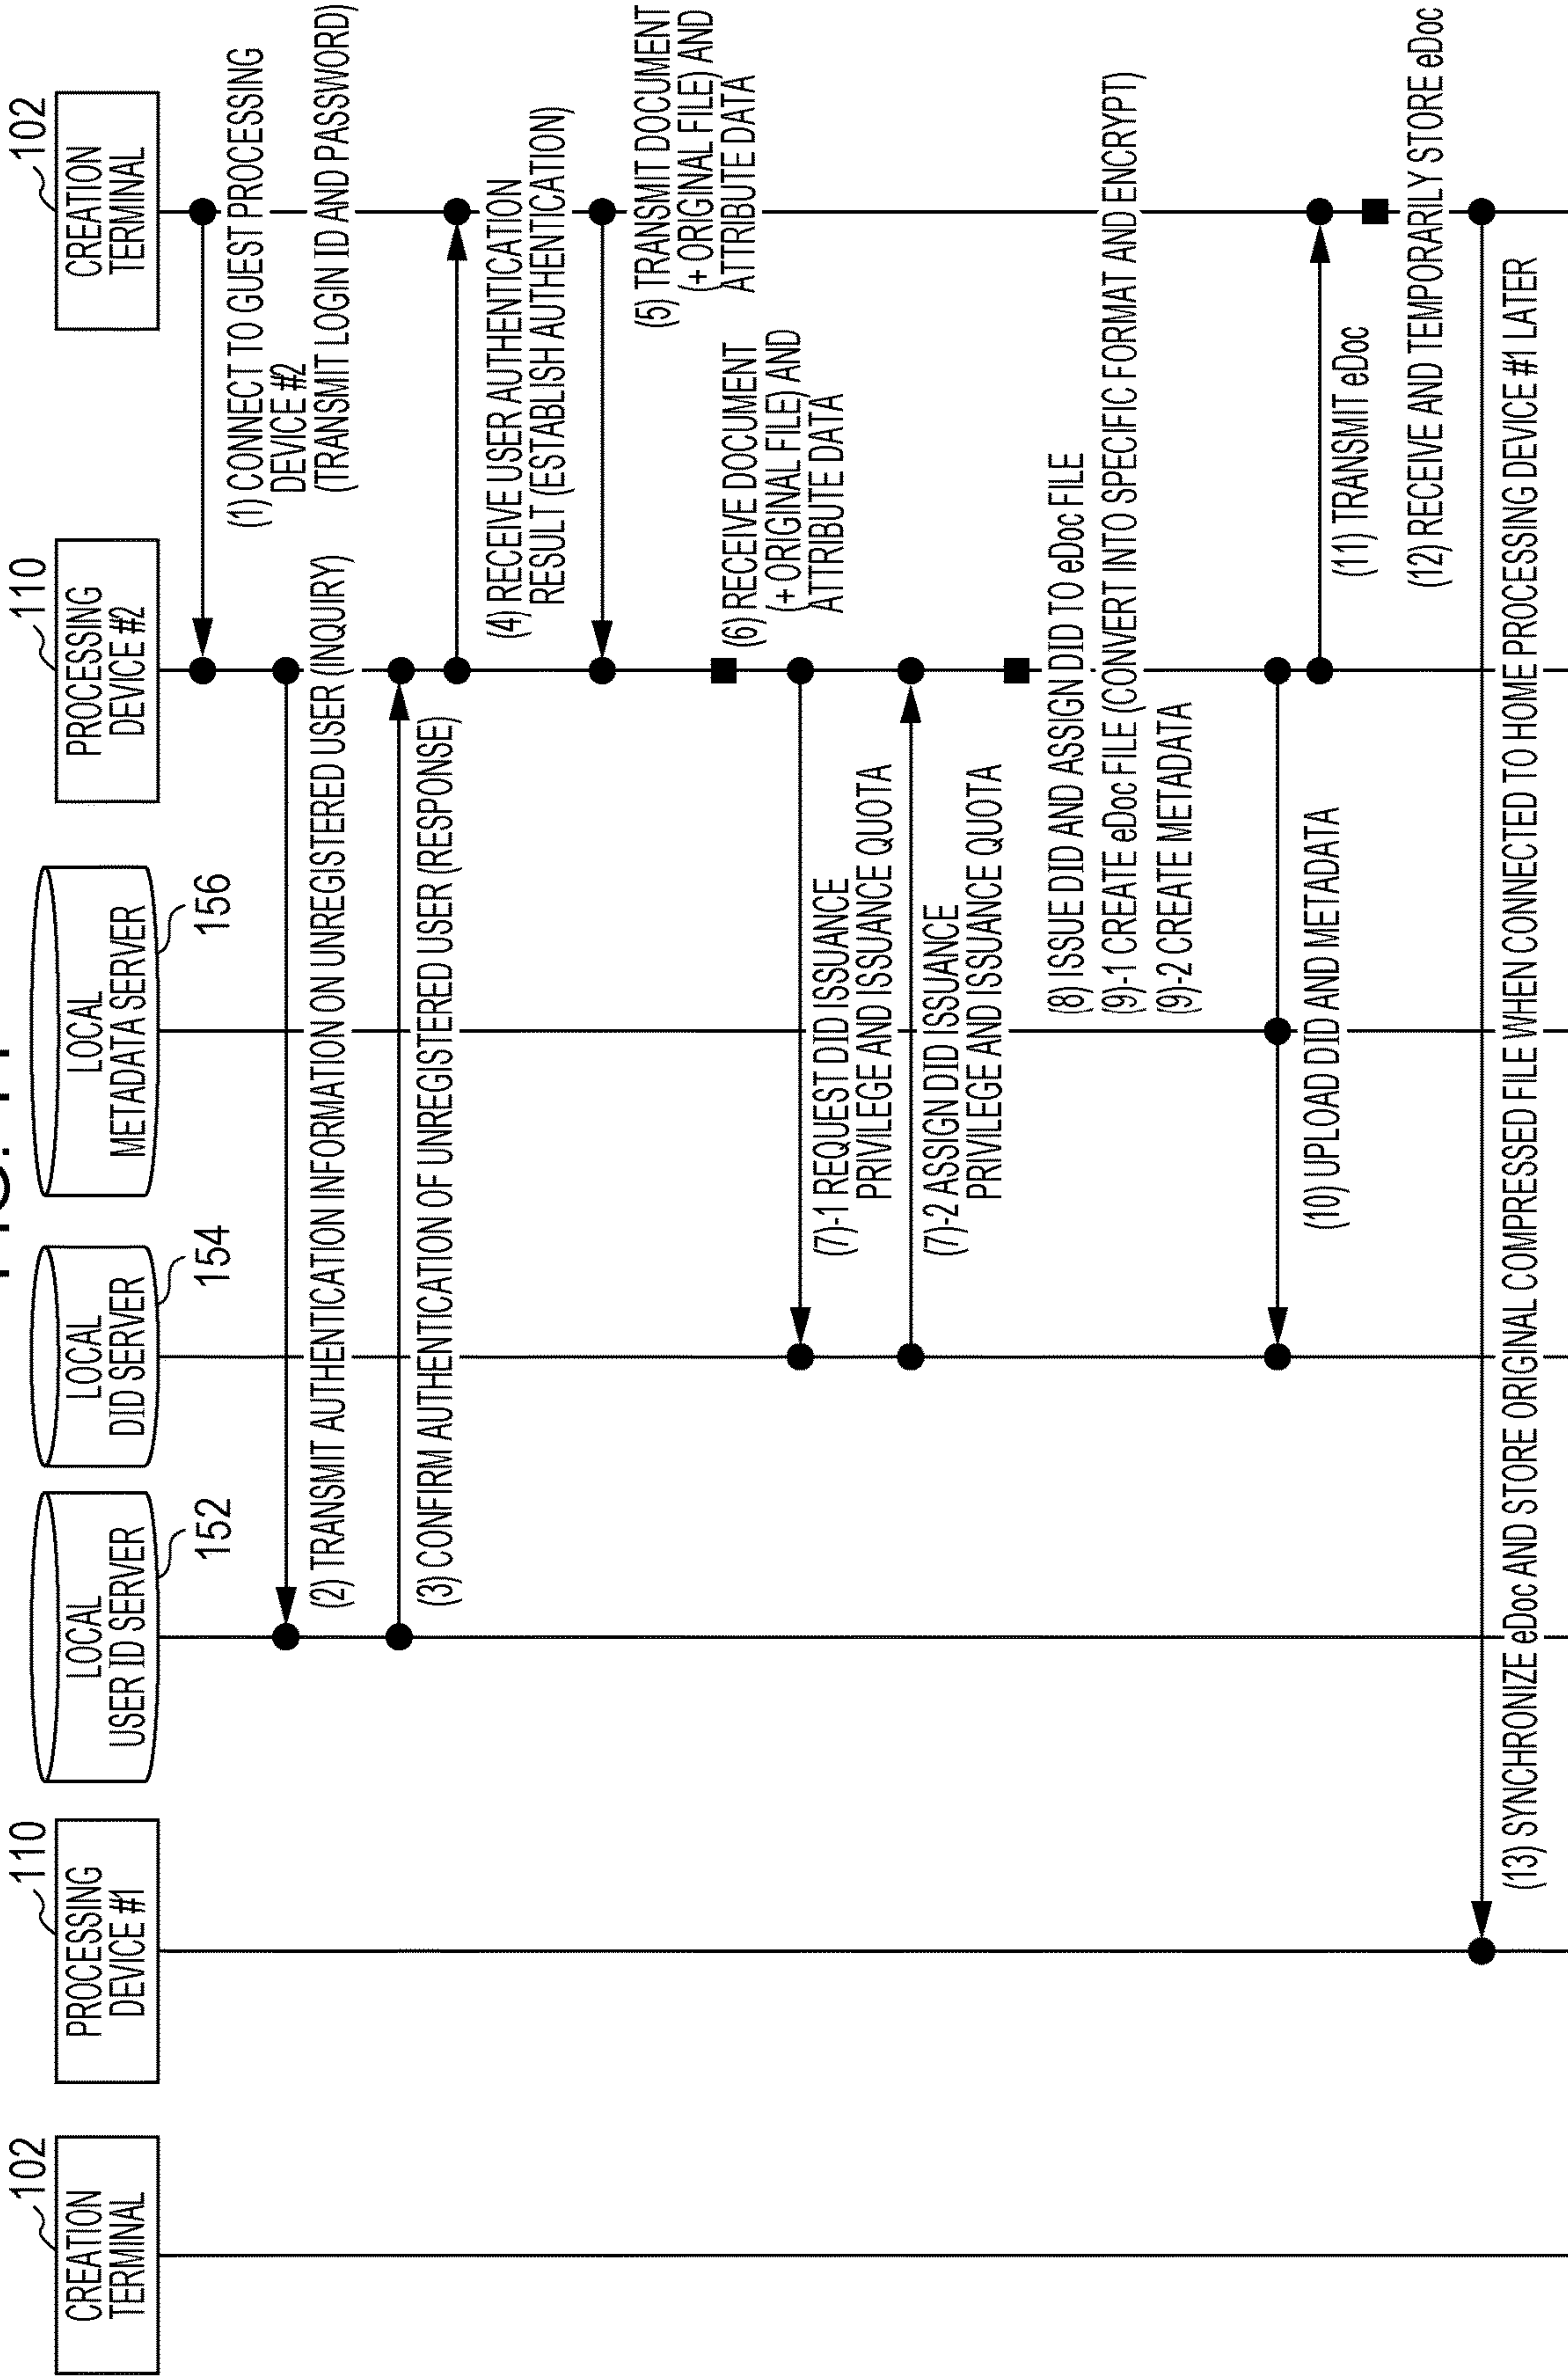 102
CREATION
TERMINAL
110
PROCESSING
DEVICE #1
LOCAL
USER ID SERVER
152
LOCAL
DID SERVER
154
LOCAL
METADATA SERVER
156
110
PROCESSING
DEVICE #2
102
CREATION
TERMINAL
(1) CONNECT TO GUEST PROCESSING
DEVICE #2
(TRANSMIT LOGIN ID AND PASSWORD)
(2) TRANSMIT AUTHENTICATION INFORMATION ON UNREGISTERED USER (INQUIRY)
(3) CONFIRM AUTHENTICATION OF UNREGISTERED USER (RESPONSE)
(4) RECEIVE USER AUTHENTICATION
RESULT (ESTABLISH AUTHENTICATION)
(5) TRANSMIT DOCUMENT
(+ ORIGINAL FILE) AND
ATTRIBUTE DATA
(6) RECEIVE DOCUMENT
(+ ORIGINAL FILE) AND
ATTRIBUTE DATA
(7)-1 REQUEST DID ISSUANCE
PRIVILEGE AND ISSUANCE QUOTA
(7)-2 ASSIGN DID ISSUANCE
PRIVILEGE AND ISSUANCE QUOTA
(8) ISSUE DID AND ASSIGN DID TO eDoc FILE
(9)-1 CREATE eDoc FILE (CONVERT INTO SPECIFIC FORMAT AND ENCRYPT)
(9)-2 CREATE METADATA
(10) UPLOAD DID AND METADATA
(11) TRANSMIT eDoc
(12) RECEIVE AND TEMPORARILY STORE eDoc
(13) SYNCHRONIZE eDoc AND STORE ORIGINAL COMPRESSED FILE WHEN CONNECTED TO HOME PROCESSING DEVICE #1 LATER